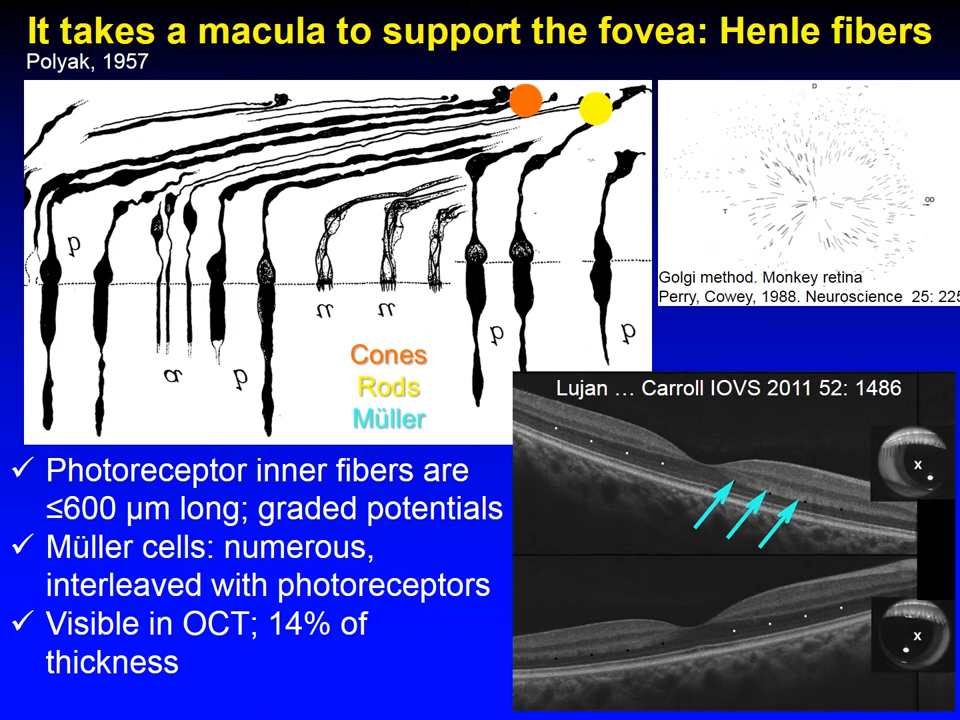 It takes a macula to support the fovea: Henle fibers
Polyak, 1957
D
F
T
OD
Golgi method. Monkey retina
Perry, Cowey, 1988. Neuroscience 25: 225
b
a
b
u
u
b
b
Cones
Rods
Müller
Lujan … Carroll IOVS 2011 52: 1486
x
x
✓ Photoreceptor inner fibers are
≤600 µm long; graded potentials
✓ Müller cells: numerous,
interleaved with photoreceptors
✓ Visible in OCT; 14% of
thickness